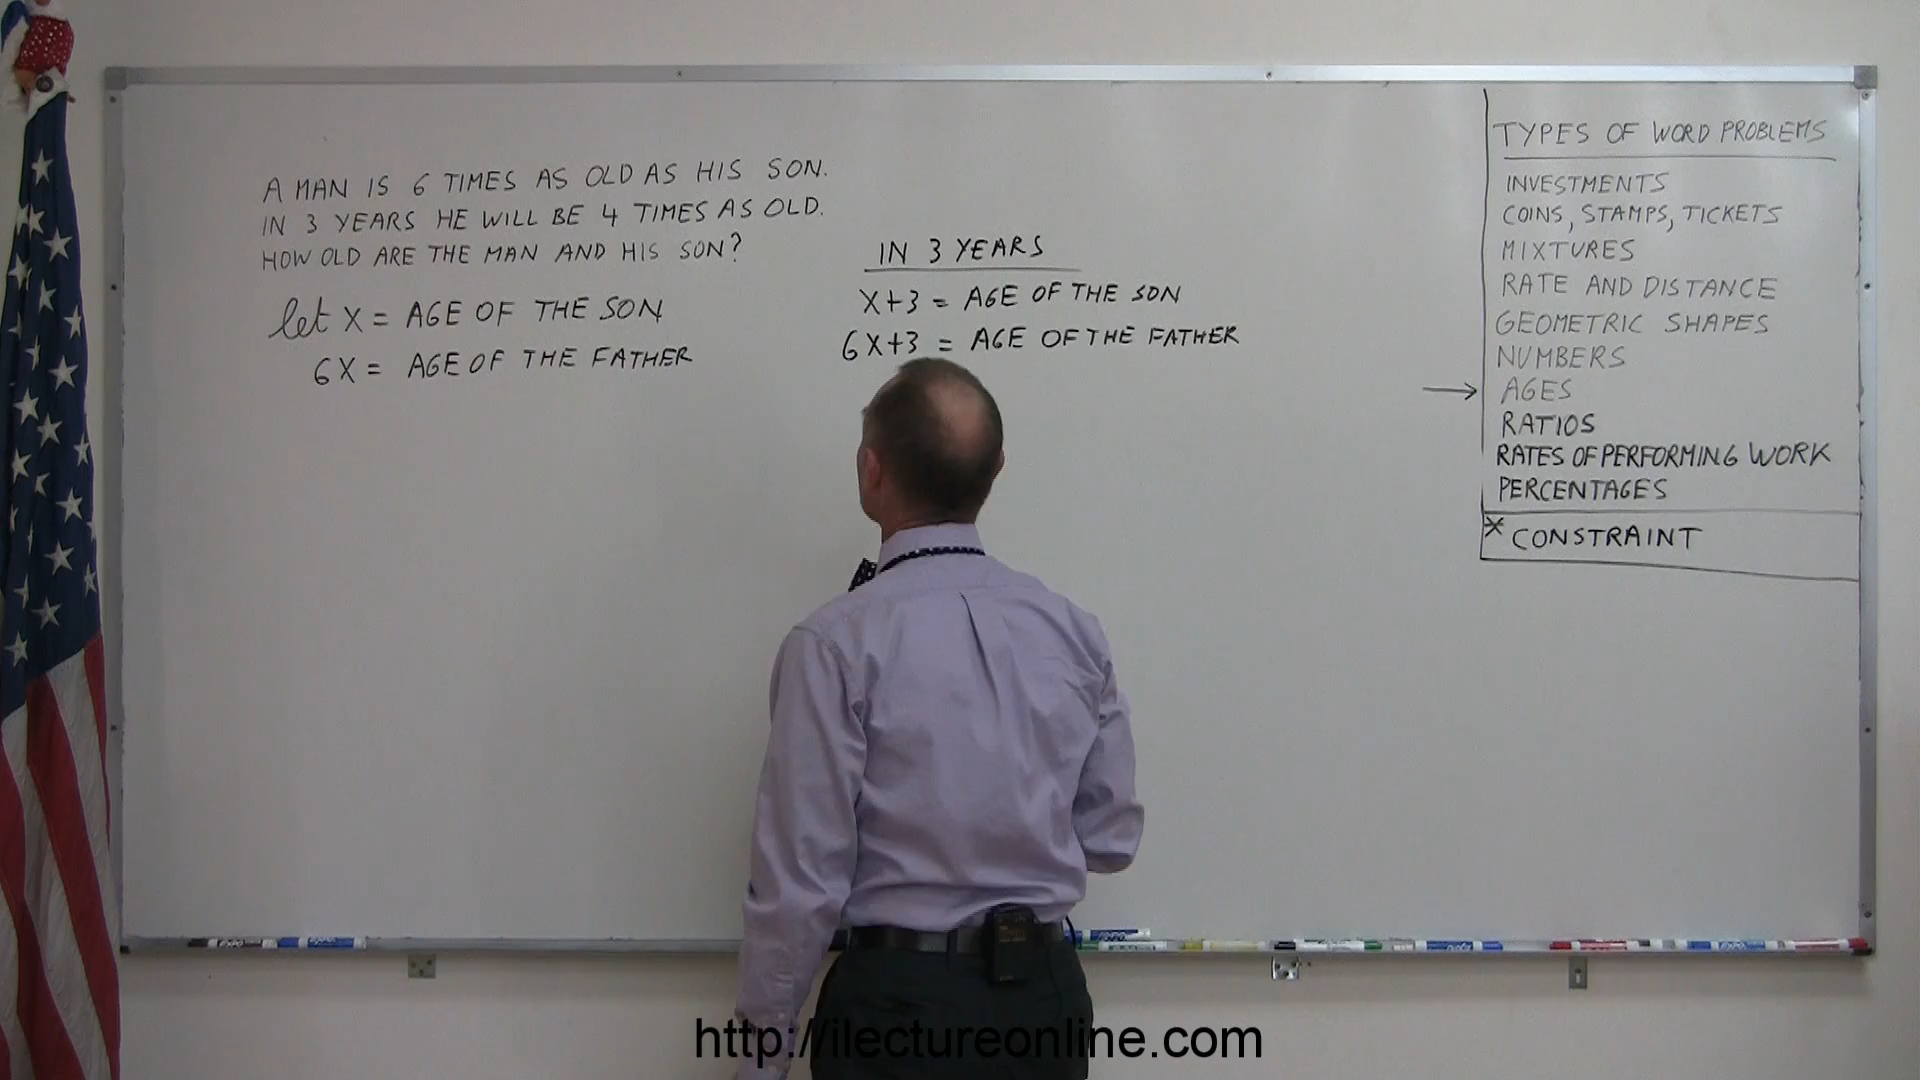 A MAN IS 6 TIMES AS OLD AS HIS SON.
IN 3 YEARS HE WILL BE 4 TIMES AS OLD.
HOW OLD ARE THE MAN AND HIS SON?
let X = AGE OF THE SON
6X = AGE OF THE FATHER
IN 3 YEARS
X+3 = AGE OF THE SON
6X+3 = AGE OF THE FATHER
TYPES OF WORD PROBLEMS
INVESTMENTS
COINS, STAMPS, TICKETS
MIXTURES
RATE AND DISTANCE
GEOMETRIC SHAPES
NUMBERS
→ AGES
RATIOS
RATES OF PERFORMING WORK
PERCENTAGES
* CONSTRAINT
http://ilectureonline.com